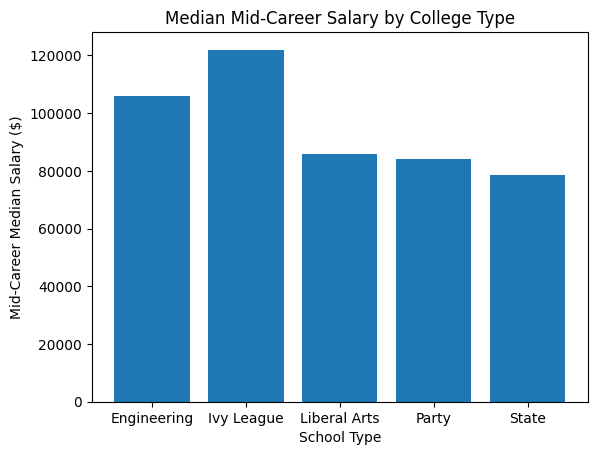 Median Mid-Career Salary by College Type
Mid-Career Median Salary ($)
120000
100000
80000
60000
40000
20000
0
Engineering Ivy League Liberal Arts Party State
School Type